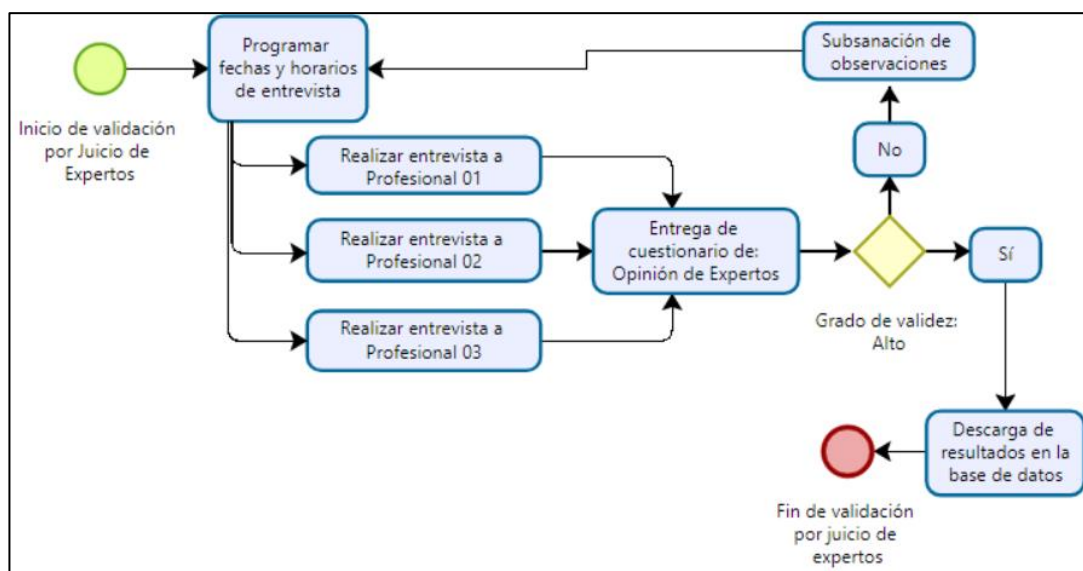 Programar
fechas y horarios
de entrevista
Subsanación de
observaciones
Inicio de validación
por Juicio de
Expertos
Realizar entrevista a
Profesional 01
No
Realizar entrevista a
Profesional 02
Entrega de
cuestionario de:
Opinión de Expertos
Sí
Grado de validez:
Alto
Realizar entrevista a
Profesional 03
Descarga de
resultados en la
base de datos
Fin de validación
por juicio de
expertos